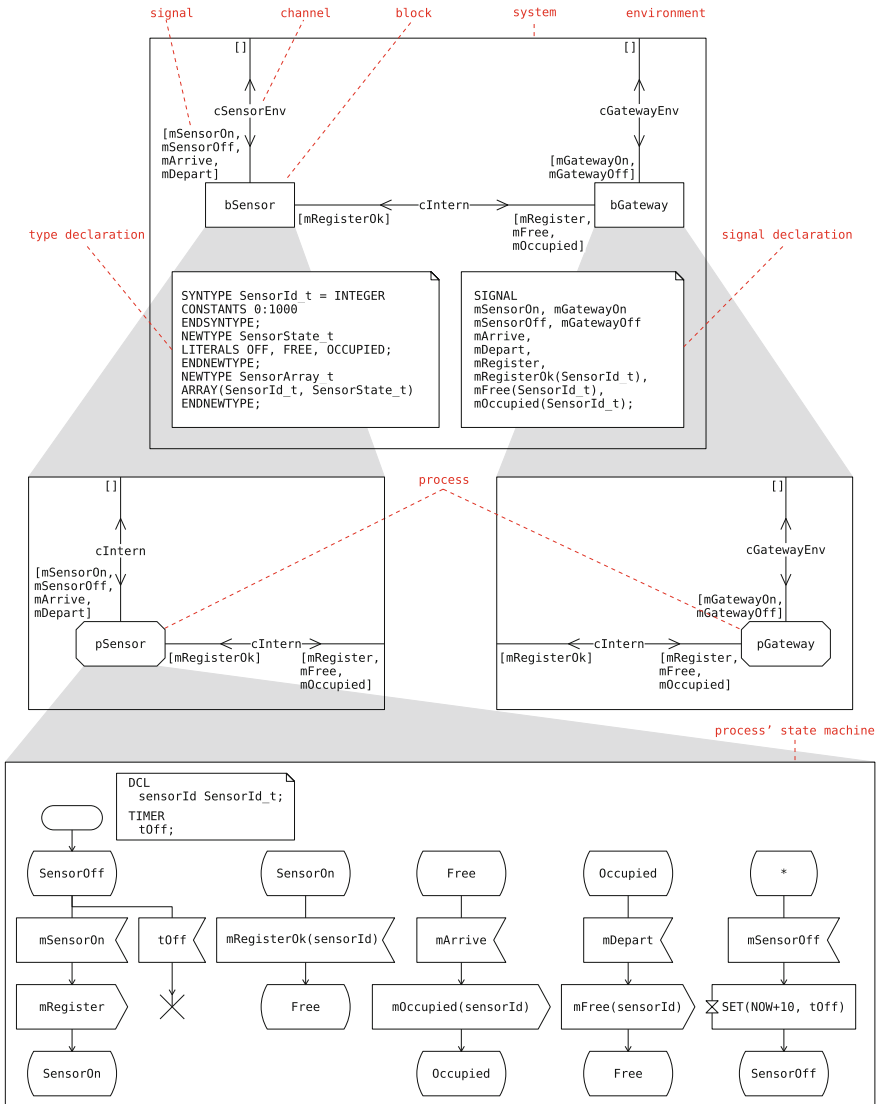 signal
channel
block
system
environment
[]
[]
cSensorEnv
cGatewayEnv
[mSensorOn,
mSensorOff,
mArrive,
mDepart]
[mGatewayOn,
mGatewayOff]
bSensor
cIntern
bGateway
[mRegisterOk]
[mRegister,
mFree,
mOccupied]
type declaration
signal declaration
SYNTYPE SensorId_t = INTEGER
CONSTANTS 0:1000
ENDSYNTYPE;
NEWTYPE SensorState_t
LITERALS OFF, FREE, OCCUPIED;
ENDNEWTYPE;
NEWTYPE SensorArray_t
ARRAY(SensorId_t, SensorState_t)
ENDNEWTYPE;
SIGNAL
mSensorOn, mGatewayOn
mSensorOff, mGatewayOff
mArrive,
mDepart,
mRegister,
mRegisterOk(SensorId_t),
mFree(SensorId_t),
mOccupied(SensorId_t);
process
[]
cIntern
[mSensorOn,
mSensorOff,
mArrive,
mDepart]
pSensor
cIntern
[mRegisterOk]
[mRegister,
mFree,
mOccupied]
[]
cGatewayEnv
[mGatewayOn,
mGatewayOff]
cIntern
pGateway
[mRegisterOk]
[mRegister,
mFree,
mOccupied]
process’ state machine
DCL
sensorId SensorId_t;
TIMER
tOff;
SensorOff
SensorOn
Free
Occupied
*
mSensorOn
tOff
mRegisterOk(sensorId)
mArrive
mDepart
mSensorOff
mRegister
Free
mOccupied(sensorId)
mFree(sensorId)
SET(NOW+10, tOff)
SensorOn
Occupied
Free
SensorOff